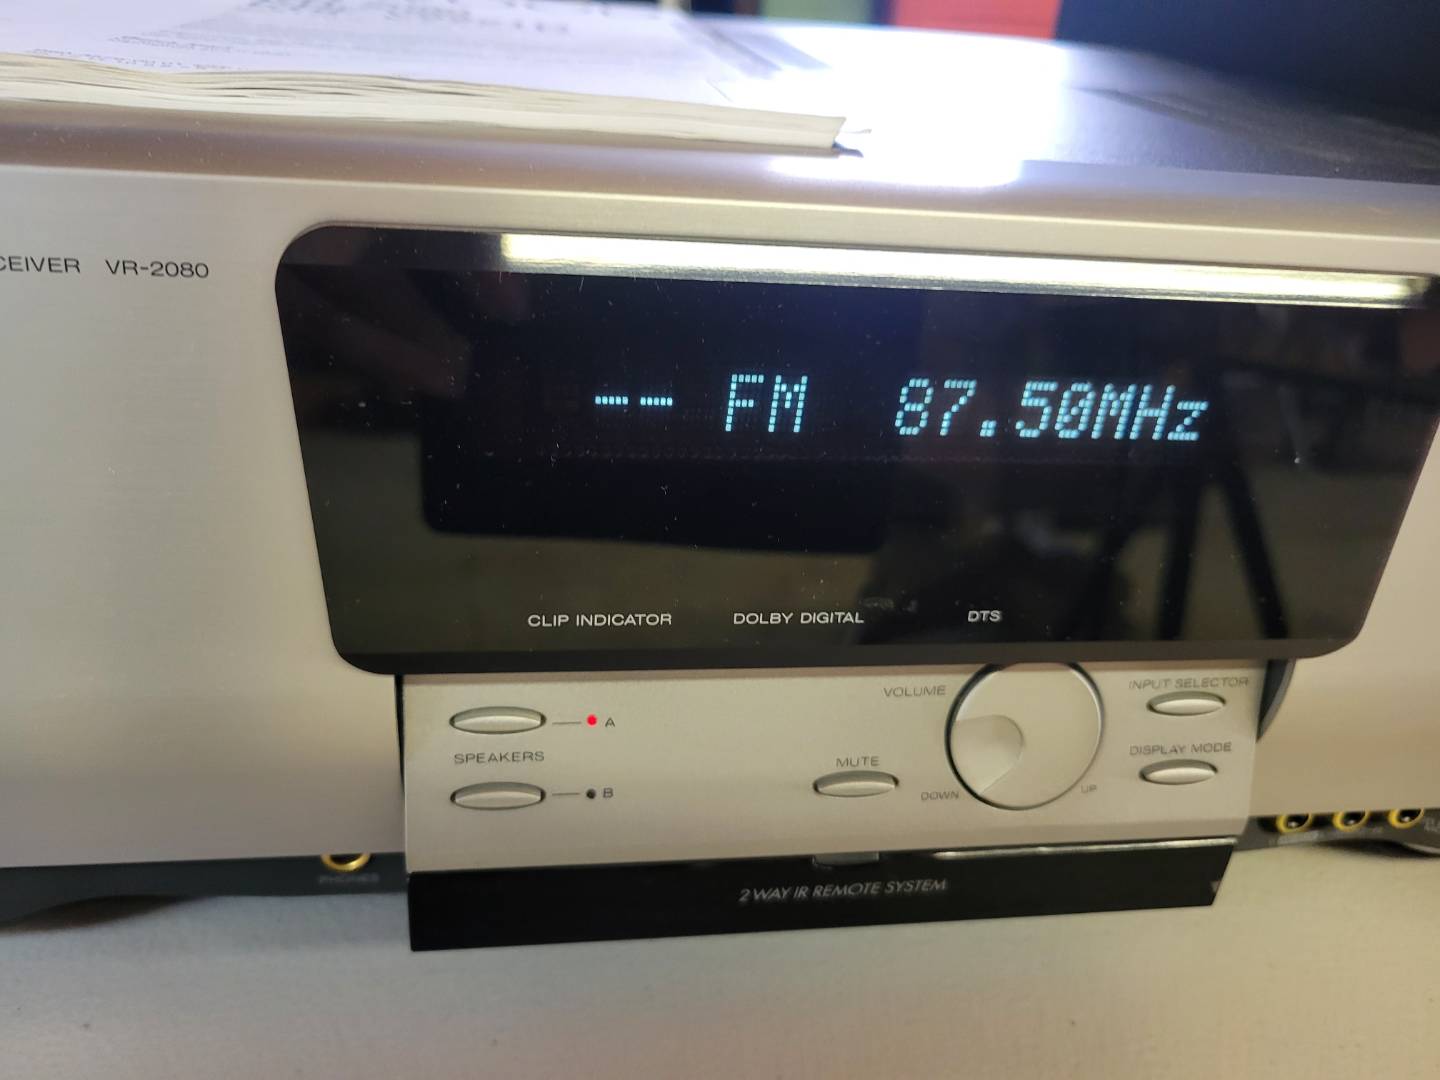 CEIVER VR-2080
-- FM 87.50MHz
CLIP INDICATOR DOLBY DIGITAL DTS
VOLUME
INPUT SELECTOR
A
SPEAKERS
MUTE
DISPLAY MODE
B
DOWN
UP
PHONES
2 WAY IR REMOTE SYSTEM